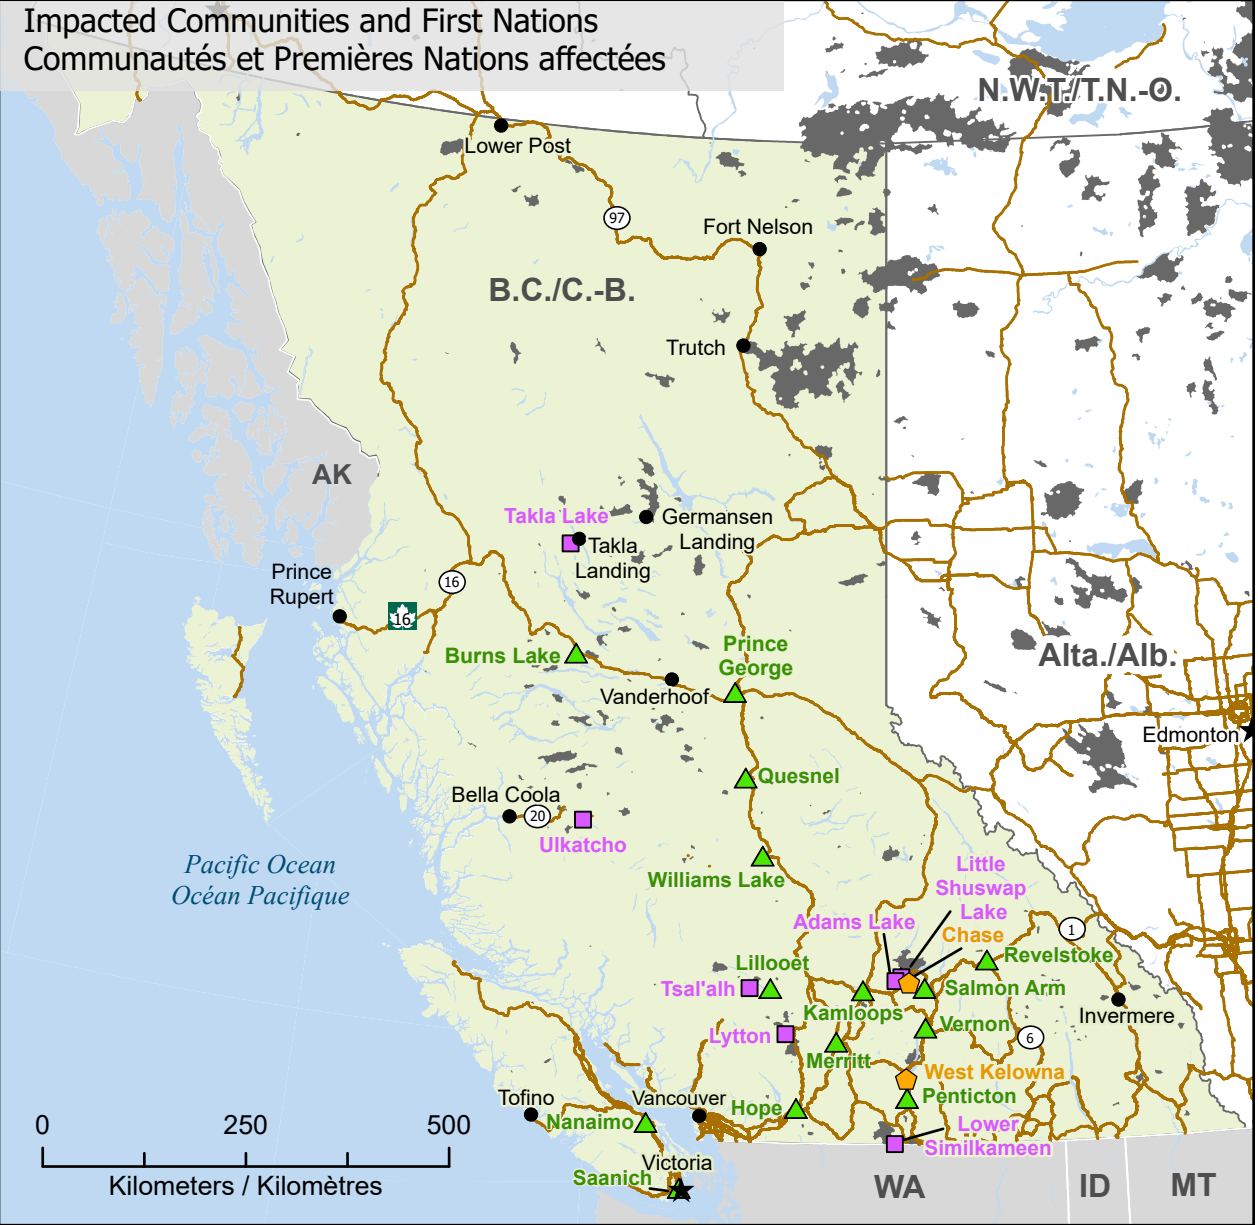 Impacted Communities and First Nations
Communautés et Premières Nations affectées
N.W.T./T.N.-O.
Lower Post
97
Fort Nelson
B.C./C.-B.
Trutch
AK
Takla Lake
Germansen
Landing
Takla
Landing
Prince
Rupert
16
16
Burns Lake
Prince
George
Alta./Alb.
Vanderhoof
Edmonton
Quesnel
Bella Coola
20
Ulkatcho
Pacific Ocean
Océan Pacifique
Williams Lake
Little
Shuswap
Lake
Adams Lake
Chase
1
Revelstoke
Lillooet
Tsal'alh
Salmon Arm
Kamloops
Invermere
Vernon
Lytton
6
Merritt
West Kelowna
Penticton
Tofino
Vancouver
Hope
Nanaimo
Lower
Similkameen
0 250 500
Kilometers / Kilomètres
Victoria
Saanich
WA
ID
MT